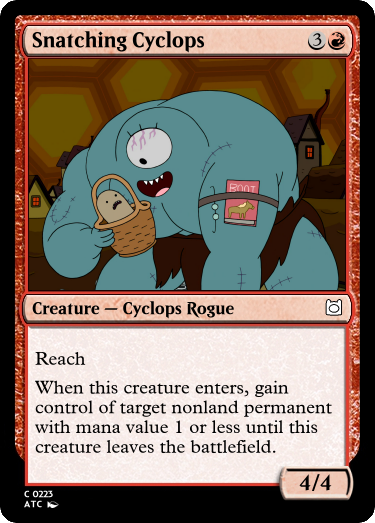 Snatching Cyclops 3
ROOT
Creature — Cyclops Rogue
Reach
When this creature enters, gain
control of target nonland permanent
with mana value 1 or less until this
creature leaves the battlefield.
4/4
C 0223
ATC